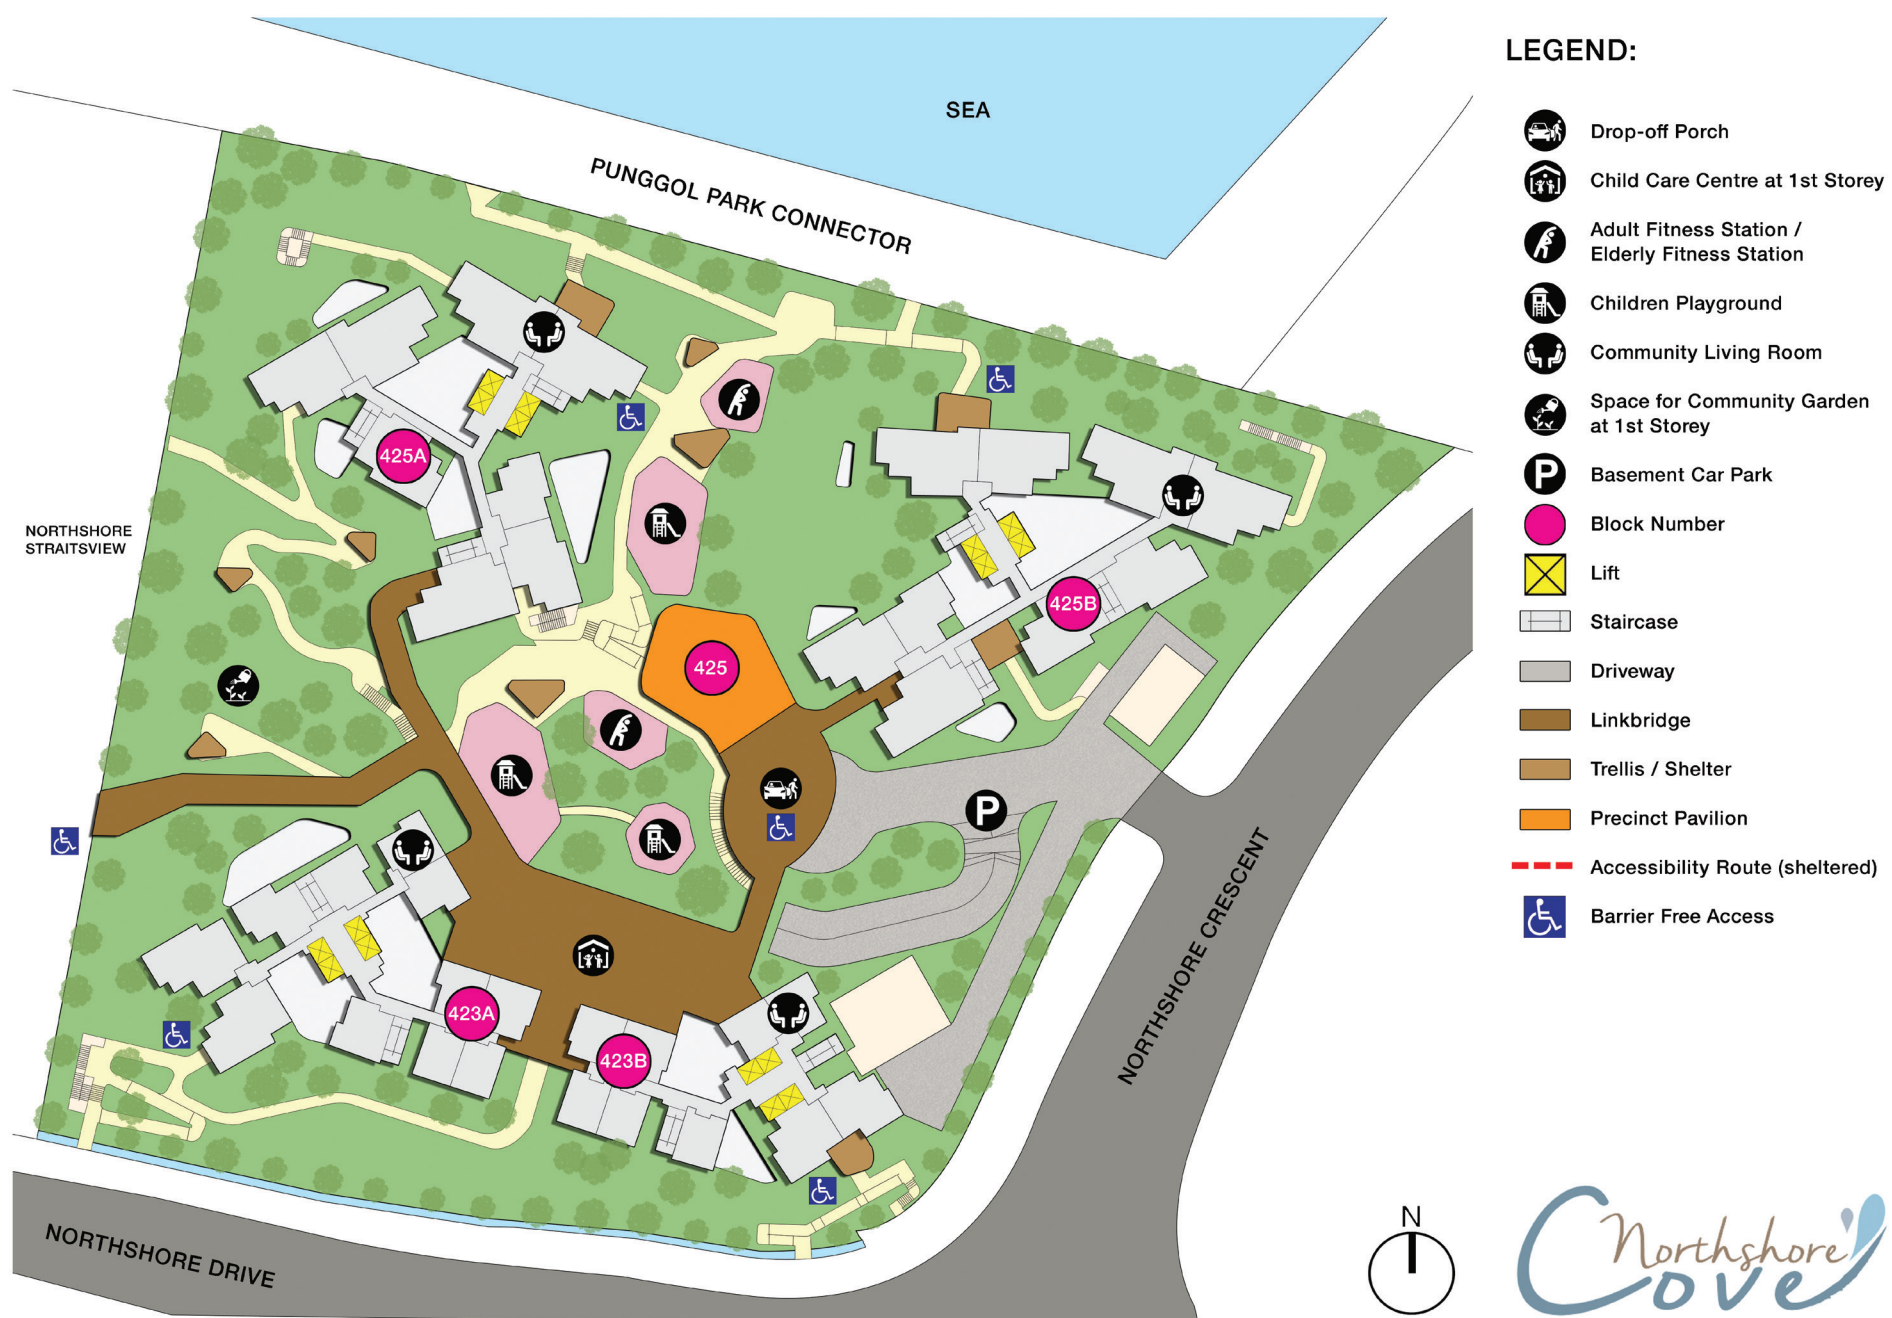 SEA
PUNGGOL PARK CONNECTOR
425A
NORTHSHORE
STRAITSVIEW
425B
425
P
423A
423B
NORTHSHORE CRESCENT
NORTHSHORE DRIVE
LEGEND:
Drop-off Porch
Child Care Centre at 1st Storey
Adult Fitness Station /
Elderly Fitness Station
Children Playground
Community Living Room
Space for Community Garden
at 1st Storey
P
Basement Car Park
Block Number
Lift
Staircase
Driveway
Linkbridge
Trellis / Shelter
Precinct Pavilion
Accessibility Route (sheltered)
Barrier Free Access
N
Northshore
Cove